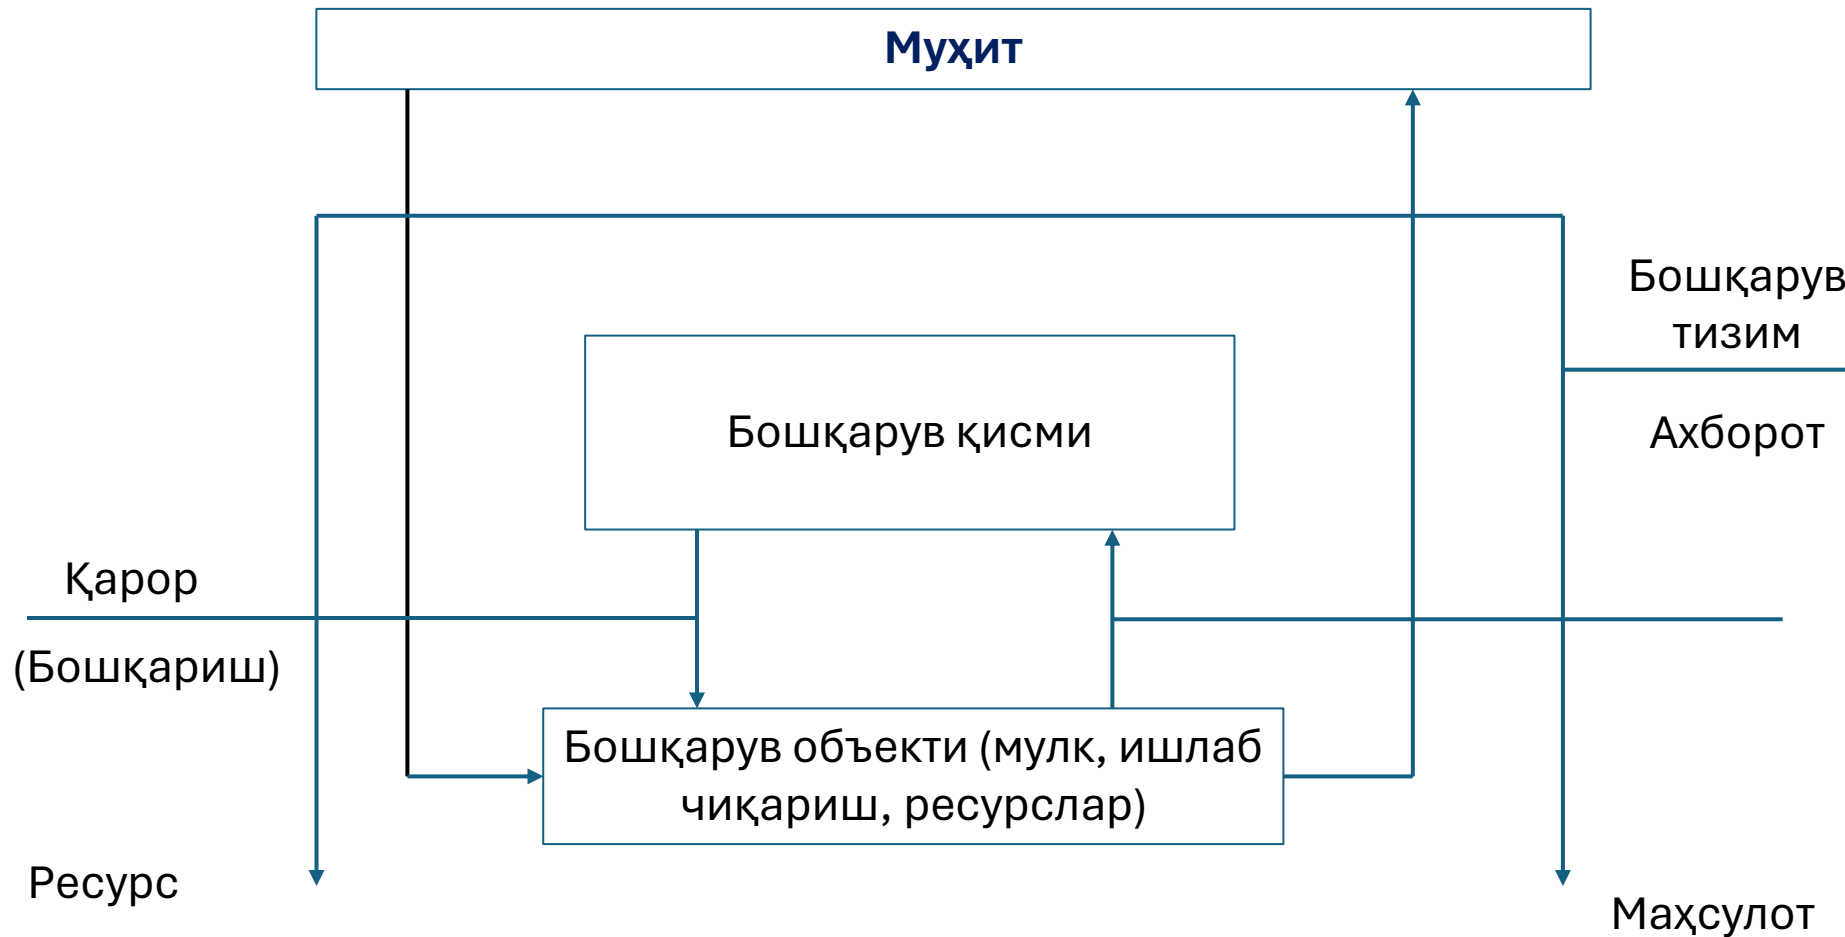 Муҳит
Бошқарув
тизим
Бошқарув қисми
Ахборот
Қарор
(Бошқариш)
Бошқарув объекти (мулк, ишлаб
чиқариш, ресурслар)
Ресурс
Маҳсулот